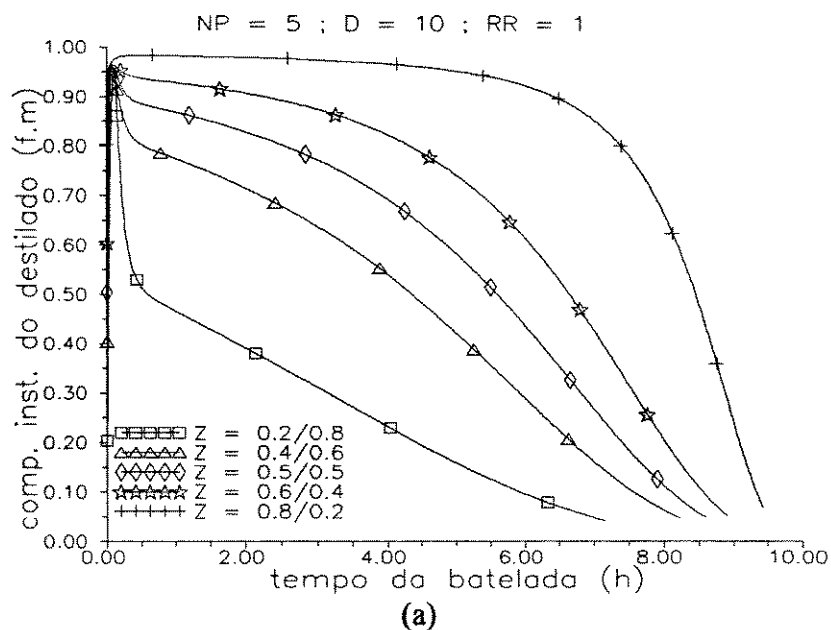 NP = 5 ; D = 10 ; RR = 1
comp. inst. do destilado (f.m)
1.00
0.90
0.80
0.70
0.60
0.50
0.40
0.30
0.20
0.10
0.00
Z = 0.2/0.8
Z = 0.4/0.6
Z = 0.5/0.5
Z = 0.6/0.4
Z = 0.8/0.2
0.00
2.00
4.00
6.00
8.00
10.00
tempo da batelada (h)
(a)